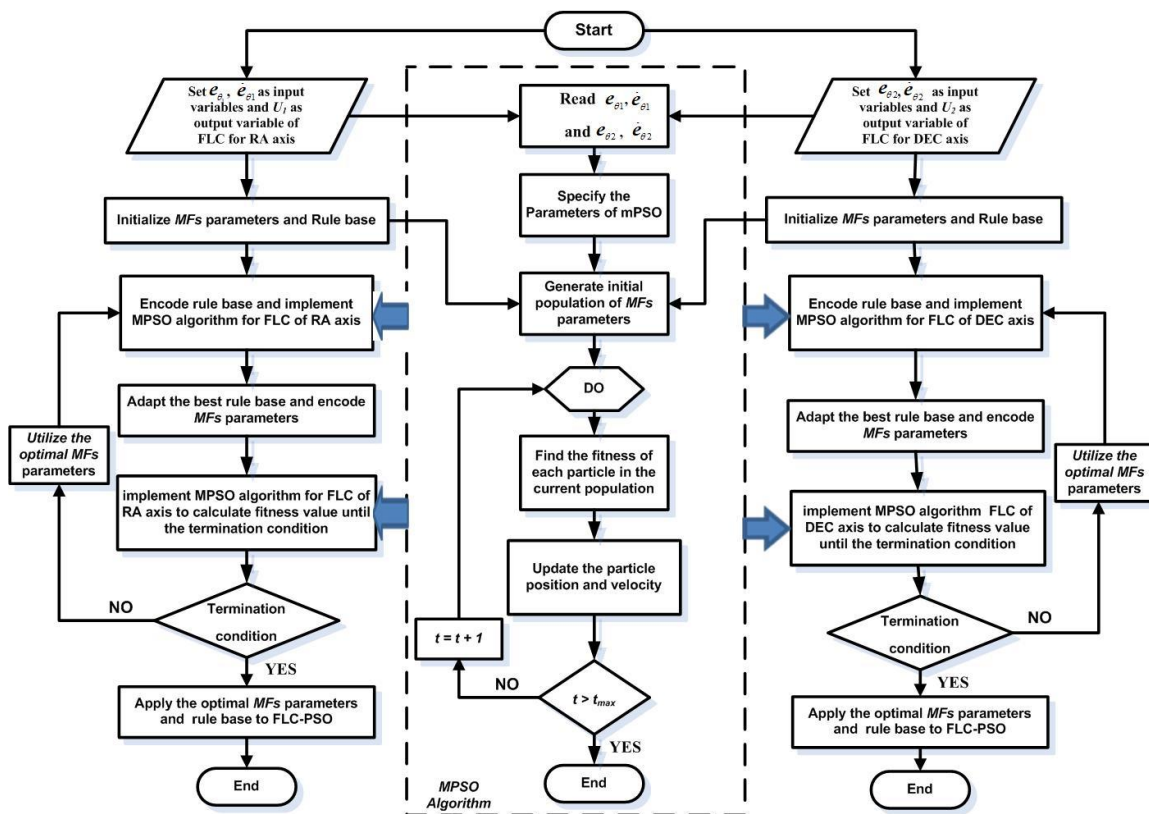 Start
Set e_θ1, ė_θ1 as input
variables and U_1 as
output variable of
FLC for RA axis
Initialize MFs parameters and Rule base
Encode rule base and implement
MPSO algorithm for FLC of RA axis
Adapt the best rule base and encode
MFs parameters
Utilize the
optimal MFs
parameters
implement MPSO algorithm for FLC of
RA axis to calculate fitness value until
the termination condition
NO
Termination
condition
YES
Apply the optimal MFs parameters
and rule base to FLC-PSO
End
Read e_θ1, ė_θ1
and e_θ2, ė_θ2
Specify the
Parameters of mPSO
Generate initial
population of MFs
parameters
DO
Find the fitness of
each particle in the
current population
Update the particle
position and velocity
t = t + 1
NO
t > t_max
YES
End
MPSO
Algorithm
Set e_θ2, ė_θ2 as input
variables and U_2 as
output variable of
FLC for DEC axis
Initialize MFs parameters and Rule base
Encode rule base and implement
MPSO algorithm for FLC of DEC axis
Adapt the best rule base and encode
MFs parameters
Utilize the
optimal MFs
parameters
implement MPSO algorithm FLC of
DEC axis to calculate fitness value
until the termination condition
Termination
condition
NO
YES
Apply the optimal MFs parameters
and rule base to FLC-PSO
End